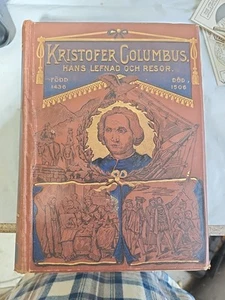 KRISTOFER COLUMBUS,
HANS LEFNAD OCH RESOR.
FÖDD DÖD
1436 1506